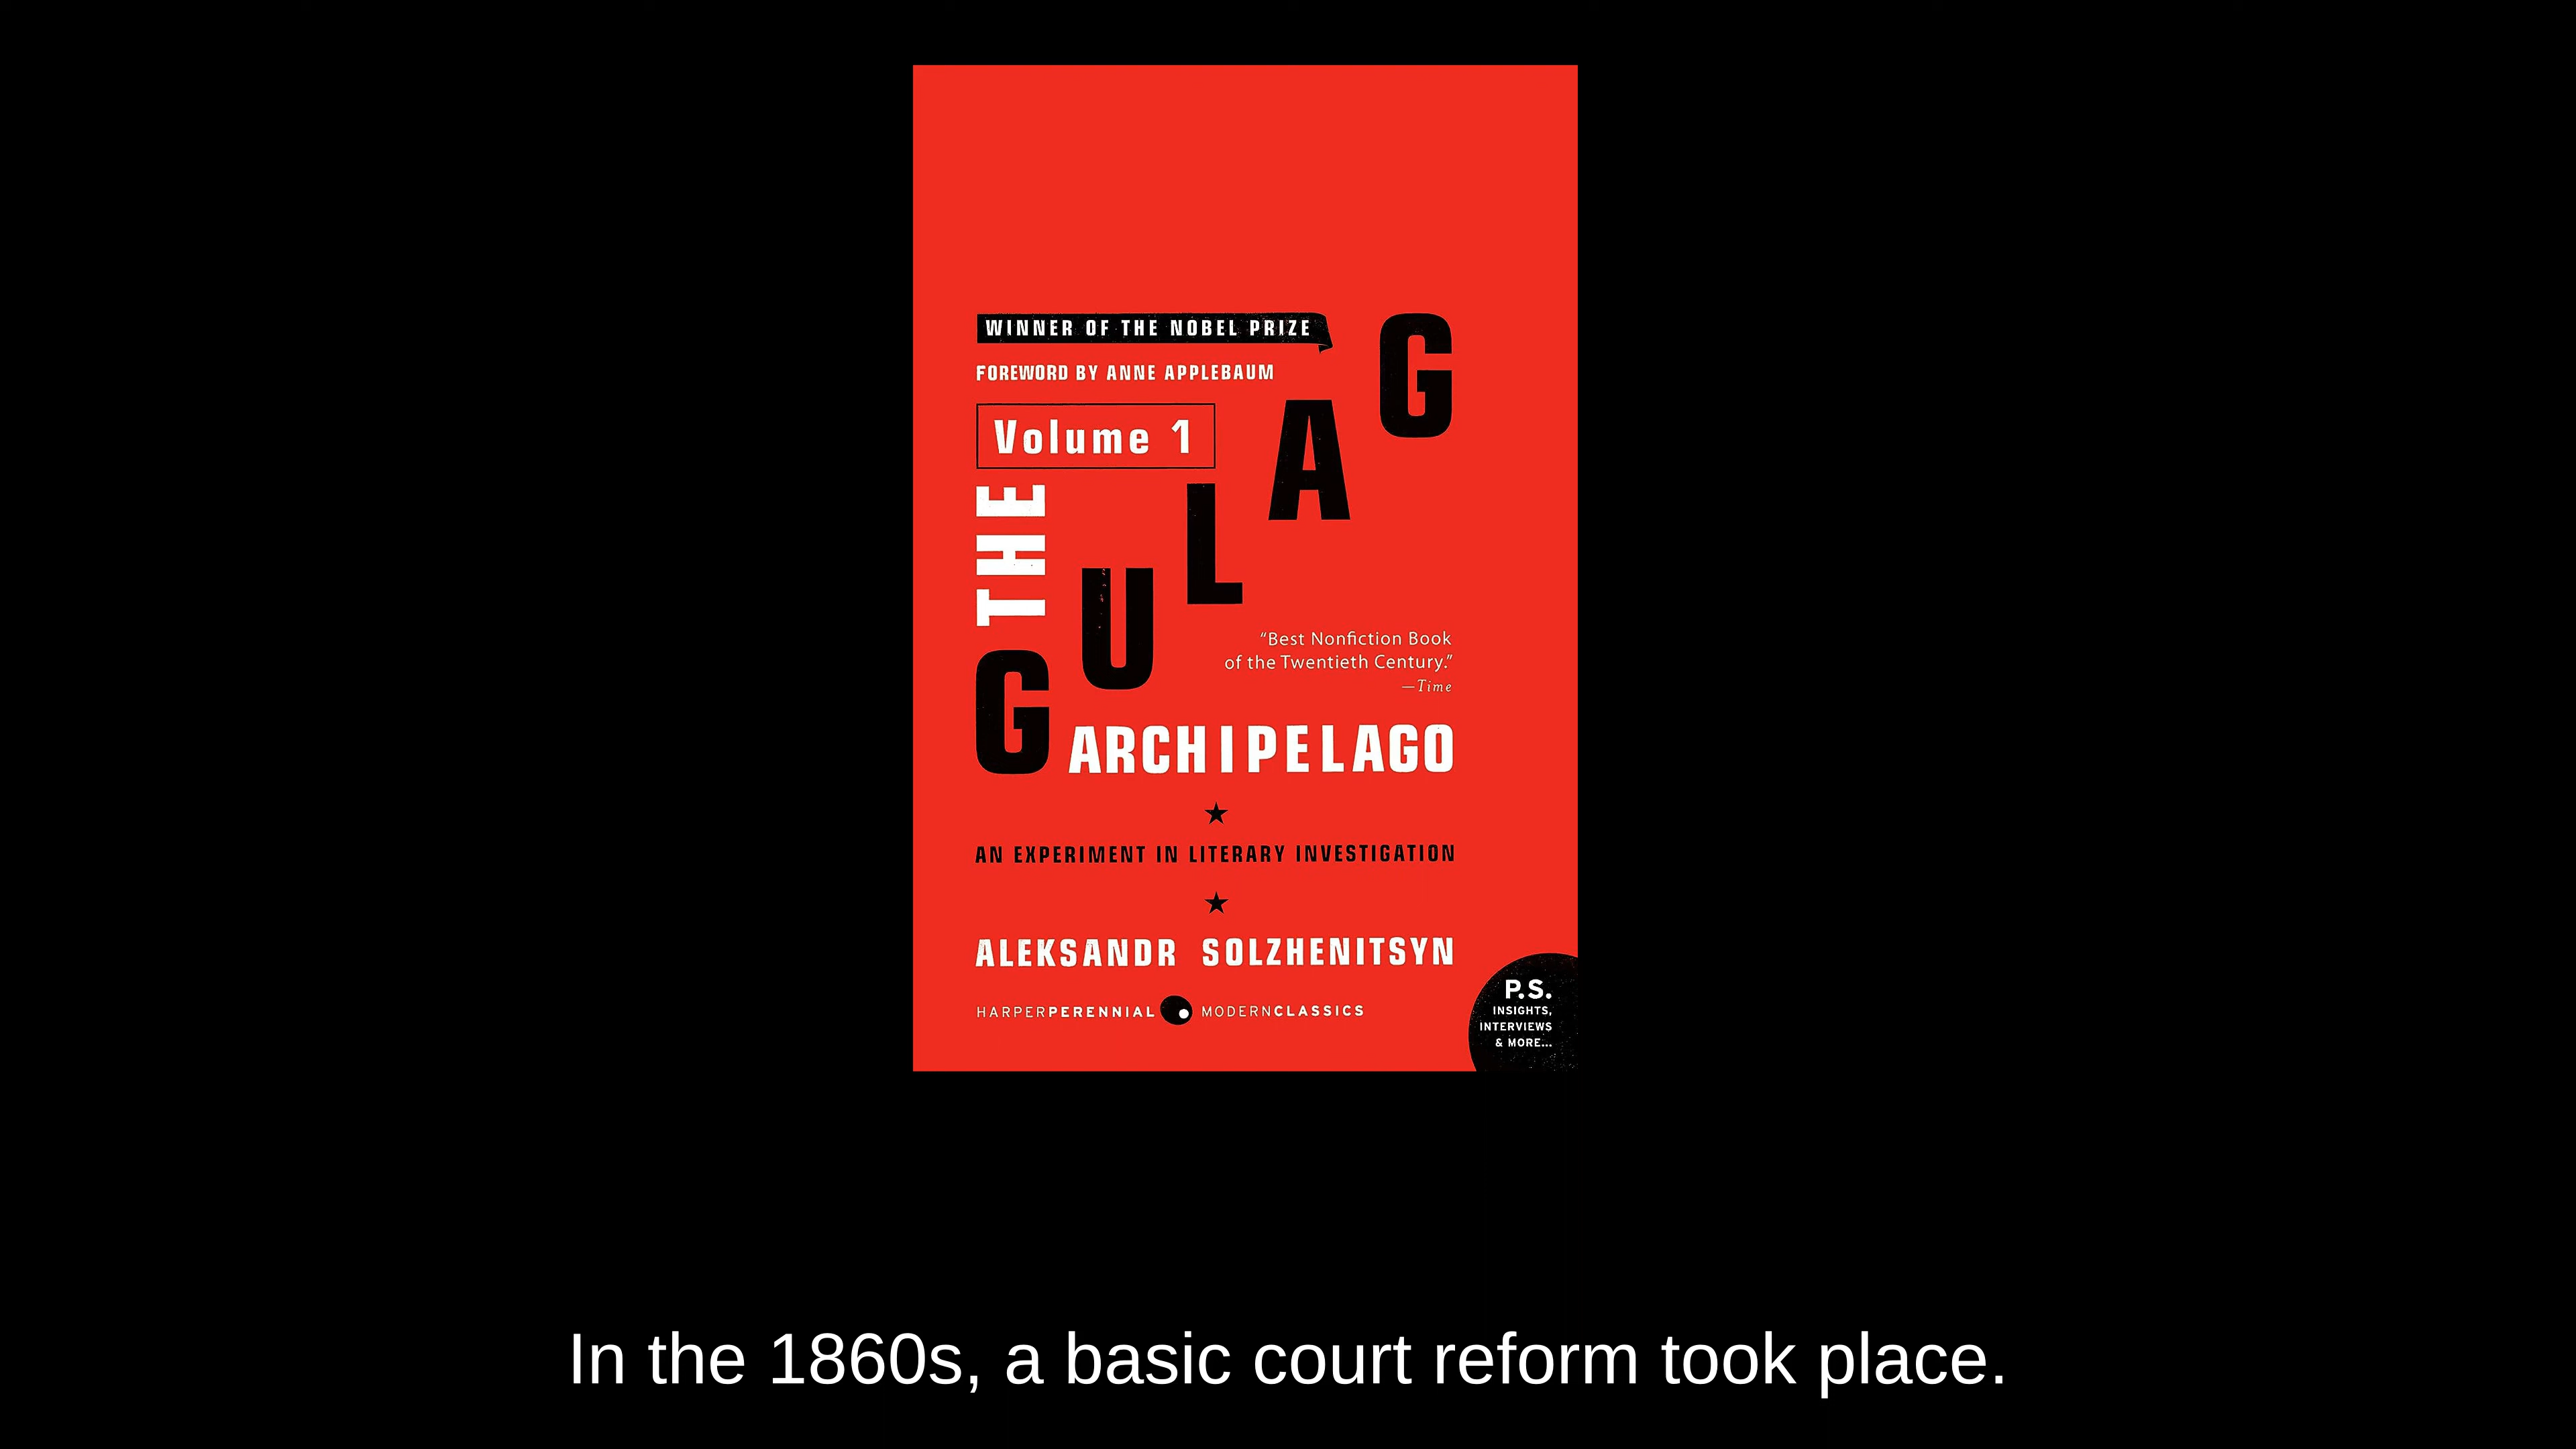 WINNER OF THE NOBEL PRIZE
FOREWORD BY ANNE APPLEBAUM
Volume 1
THE
GULAG
"Best Nonfiction Book
of the Twentieth Century."
—Time
ARCHIPELAGO
AN EXPERIMENT IN LITERARY INVESTIGATION
ALEKSANDR SOLZHENITSYN
HARPERPERENNIAL MODERNCLASSICS
P.S.
INSIGHTS,
INTERVIEWS
& MORE...
In the 1860s, a basic court reform took place.